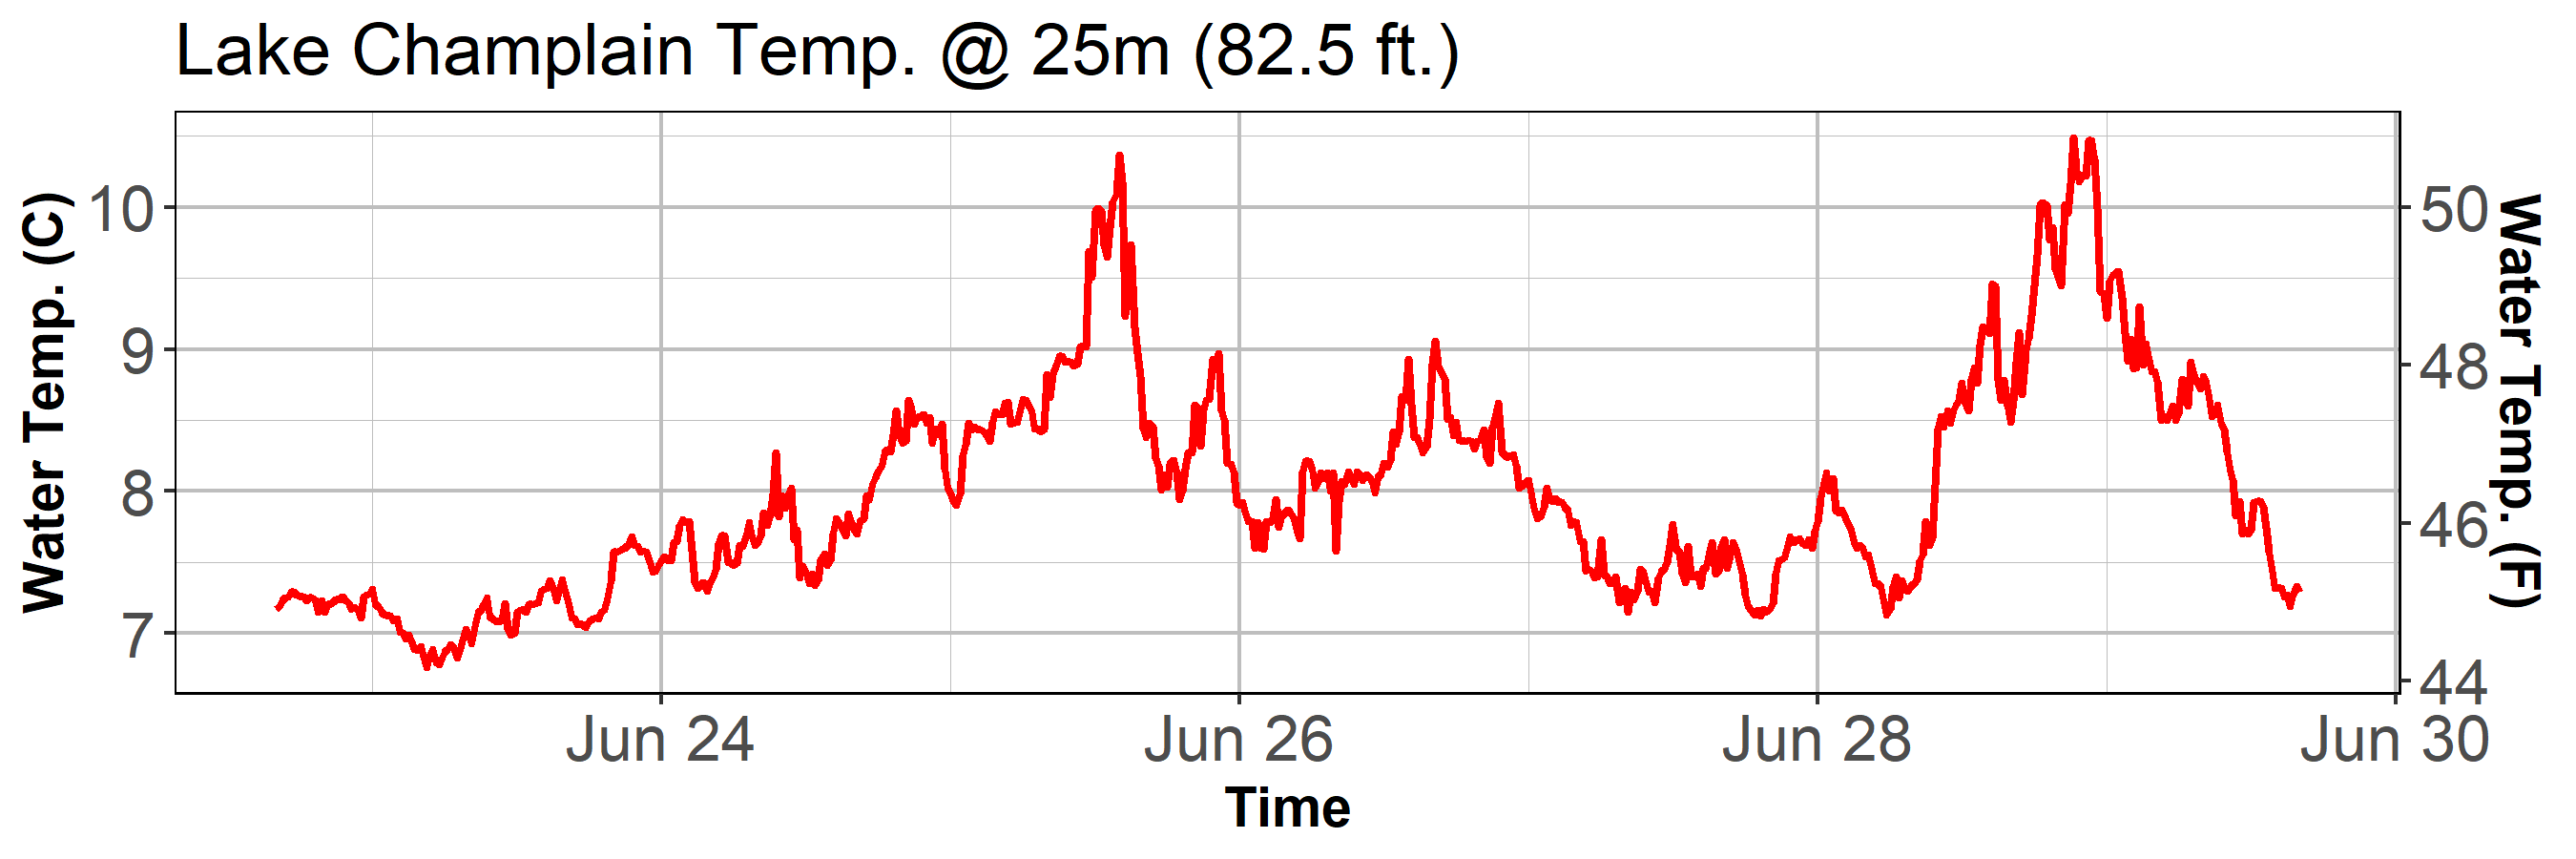 Lake Champlain Temp. @ 25m (82.5 ft.)
Water Temp. (C)
10
9
8
7
50
48
46
44
Water Temp. (F)
Jun 24
Jun 26
Jun 28
Jun 30
Time